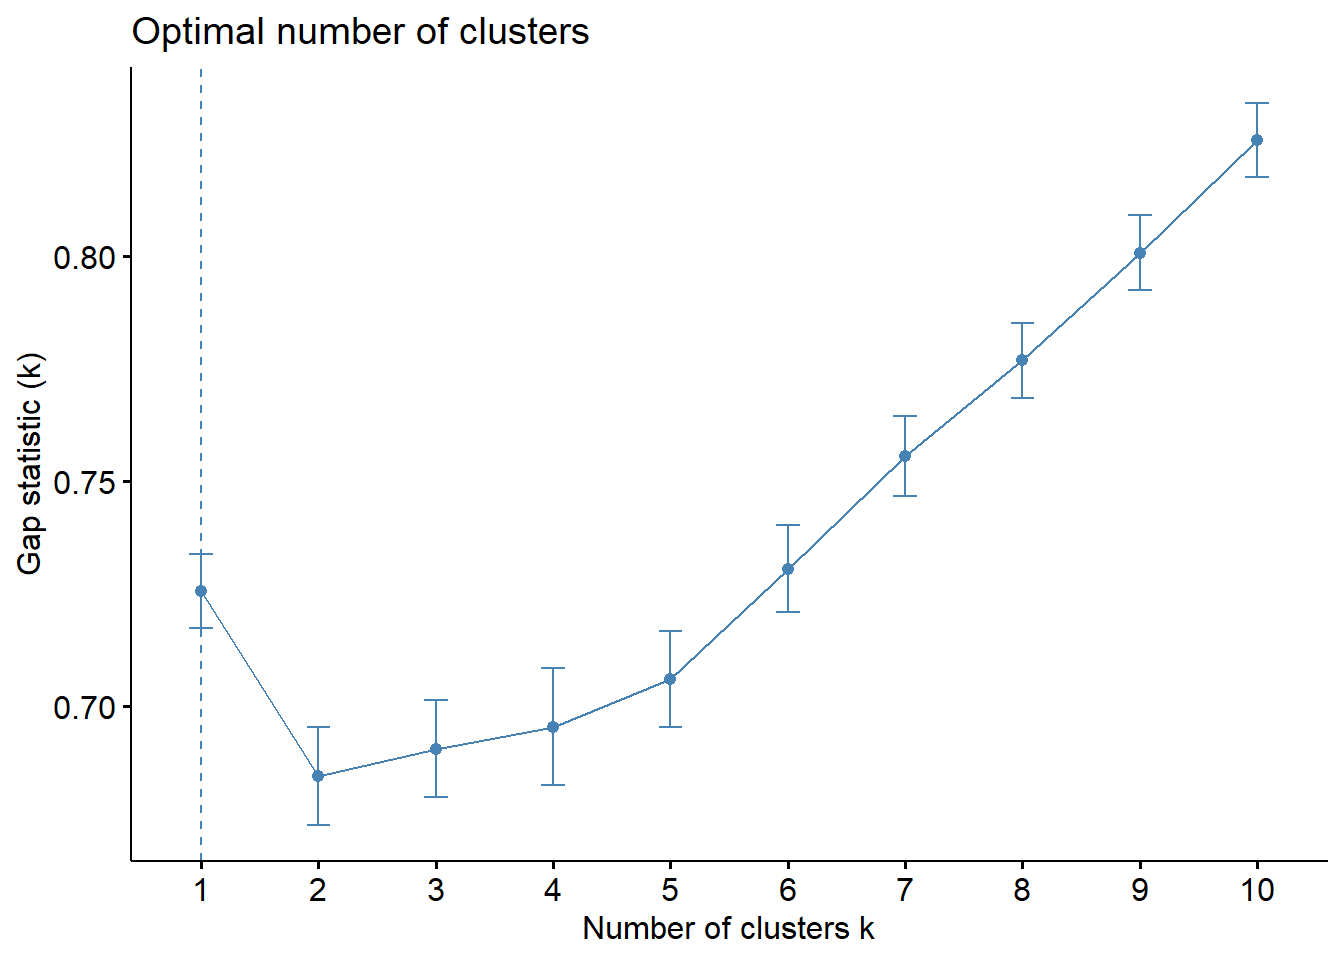 Optimal number of clusters
Gap statistic (k)
0.80
0.75
0.70
1 2 3 4 5 6 7 8 9 10
Number of clusters k